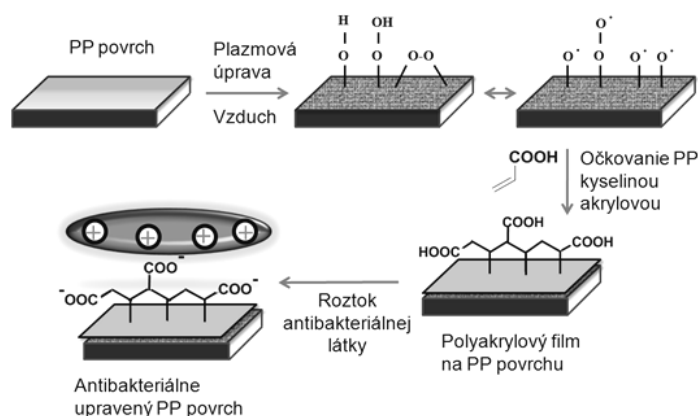 PP povrch
Plazmová
úprava
Vzduch
H
O
OH
O
O-O
O•
O•
O
O• O•
COOH
Očkovanie PP
kyselinou
akrylovou
COOH
HOOC
COOH
Polyakrylový film
na PP povrchu
Roztok
antibakteriálnej
látky
+ + + +
COO-
-OOC
COO-
Antibakteriálne
upravený PP povrch